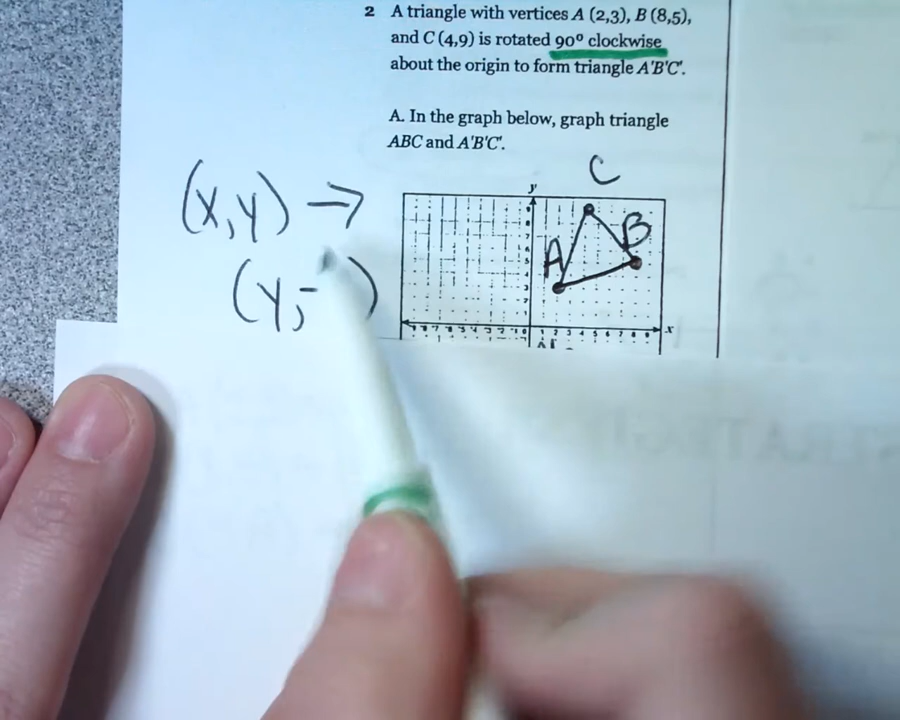 2 A triangle with vertices A (2,3), B (8,5),
and C (4,9) is rotated 90° clockwise
about the origin to form triangle A'B'C'.
A. In the graph below, graph triangle
ABC and A'B'C'.
C
(x,y) →
y
B
A
(y,- )
x